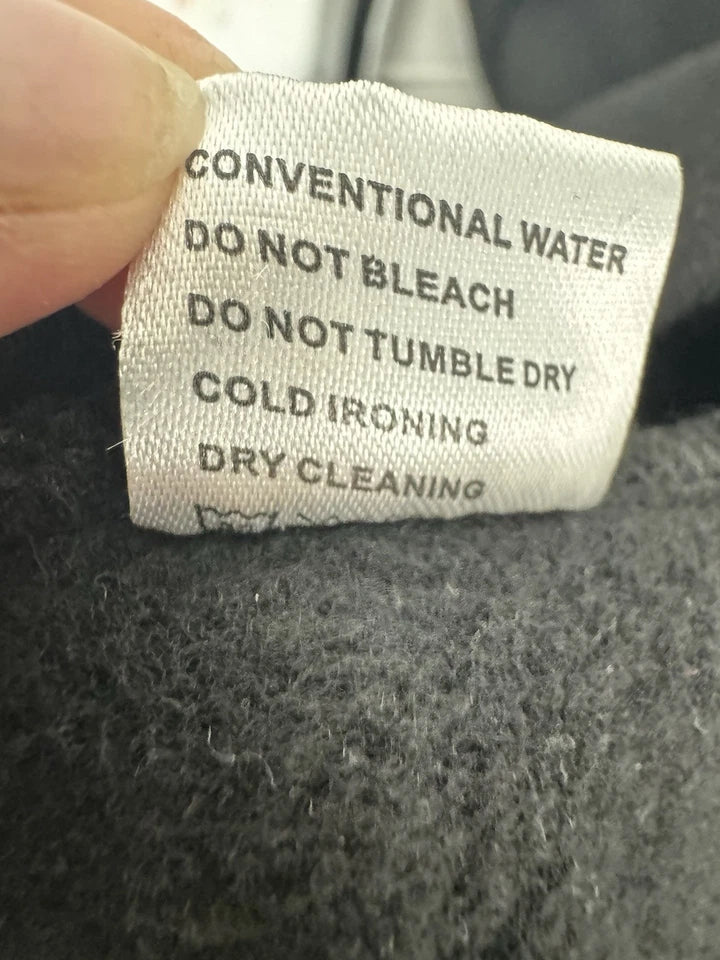 CONVENTIONAL WATER
DO NOT BLEACH
DO NOT TUMBLE DRY
COLD IRONING
DRY CLEANING